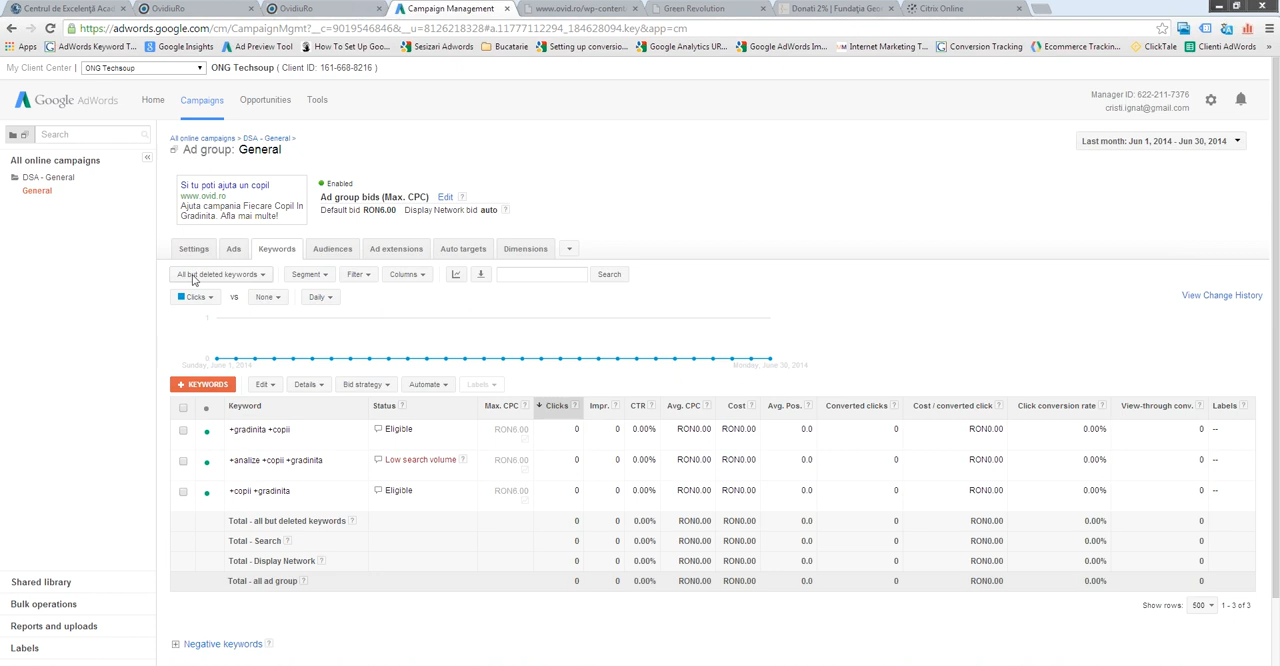 Centrul de Excelență Acad
OvidiuRo
OvidiuRo
Campaign Management
www.ovid.ro/wp-content
Green Revolution
Donati 2% | Fundația Geo
Citrix Online
https://adwords.google.com/cm/CampaignMgmt?__c=9019546846&__u=8126218328#a.11777112294_184628094.key&app=cm
Apps
AdWords Keyword T...
Google Insights
Ad Preview Tool
How To Set Up Goo...
Sesizari Adwords
Bucatarie
Setting up conversio...
Google Analytics UR...
Google AdWords Im...
Internet Marketing T...
Conversion Tracking
Ecommerce Trackin...
ClickTale
Clienti AdWords
»
My Client Center |
ONG Techsoup
ONG Techsoup ( Client ID: 161-668-8216 )
Google AdWords
Home
Campaigns
Opportunities
Tools
Manager ID: 622-211-7376
cristi.ignat@gmail.com
Search
All online campaigns
DSA - General
General
All online campaigns > DSA - General >
Ad group: General
Last month: Jun 1, 2014 - Jun 30, 2014
Si tu poti ajuta un copil
www.ovid.ro
Ajuta campania Fiecare Copil In
Gradinita. Afla mai multe!
Enabled
Ad group bids (Max. CPC) Edit ?
Default bid RON6.00 Display Network bid auto ?
Settings
Ads
Keywords
Audiences
Ad extensions
Auto targets
Dimensions
All but deleted keywords
Segment
Filter
Columns
Search
Clicks
vs
None
Daily
View Change History
1
0
Sunday, June 1, 2014
Monday, June 30, 2014
+ KEYWORDS
Edit
Details
Bid strategy
Automate
Labels
Keyword Status ? Max. CPC ? Clicks ? Impr. ? CTR ? Avg. CPC ? Cost ? Avg. Pos. ? Converted clicks ? Cost / converted click ? Click conversion rate ? View-through conv. ? Labels ?
+gradinita +copii Eligible RON6.00 0 0 0.00% RON0.00 RON0.00 0.0 0 RON0.00 0.00% 0 --
+analize +copii +gradinita Low search volume ? RON6.00 0 0 0.00% RON0.00 RON0.00 0.0 0 RON0.00 0.00% 0 --
+copii +gradinita Eligible RON6.00 0 0 0.00% RON0.00 RON0.00 0.0 0 RON0.00 0.00% 0 --
Total - all but deleted keywords ? 0 0 0.00% RON0.00 RON0.00 0.0 0 RON0.00 0.00% 0
Total - Search ? 0 0 0.00% RON0.00 RON0.00 0.0 0 RON0.00 0.00% 0
Total - Display Network ? 0 0 0.00% RON0.00 RON0.00 0.0 0 RON0.00 0.00% 0
Total - all ad group ? 0 0 0.00% RON0.00 RON0.00 0.0 0 RON0.00 0.00% 0
Show rows: 500 1 - 3 of 3
Negative keywords ?
Shared library
Bulk operations
Reports and uploads
Labels